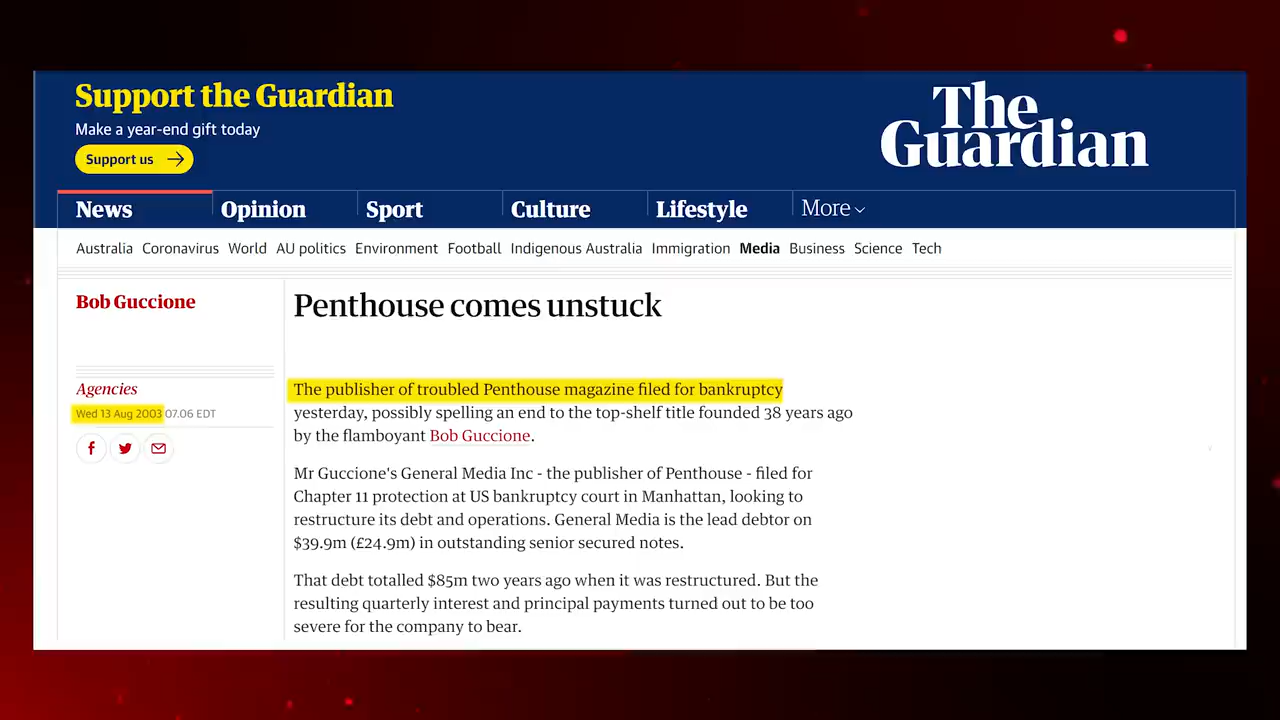 Support the Guardian
Make a year-end gift today
Support us
The
Guardian
News Opinion Sport Culture Lifestyle More
Australia Coronavirus World AU politics Environment Football Indigenous Australia Immigration Media Business Science Tech
Bob Guccione
Penthouse comes unstuck
Agencies
Wed 13 Aug 2003 07.06 EDT
The publisher of troubled Penthouse magazine filed for bankruptcy
yesterday, possibly spelling an end to the top-shelf title founded 38 years ago
by the flamboyant Bob Guccione.
Mr Guccione's General Media Inc - the publisher of Penthouse - filed for
Chapter 11 protection at US bankruptcy court in Manhattan, looking to
restructure its debt and operations. General Media is the lead debtor on
$39.9m (£24.9m) in outstanding senior secured notes.
That debt totalled $85m two years ago when it was restructured. But the
resulting quarterly interest and principal payments turned out to be too
severe for the company to bear.